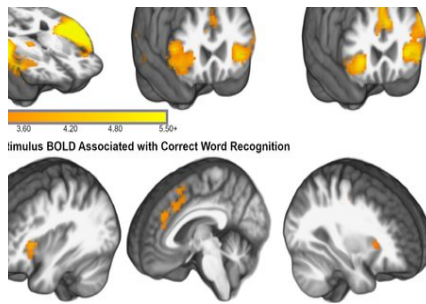 3.60 4.20 4.80 5.50+
timulus BOLD Associated with Correct Word Recognition